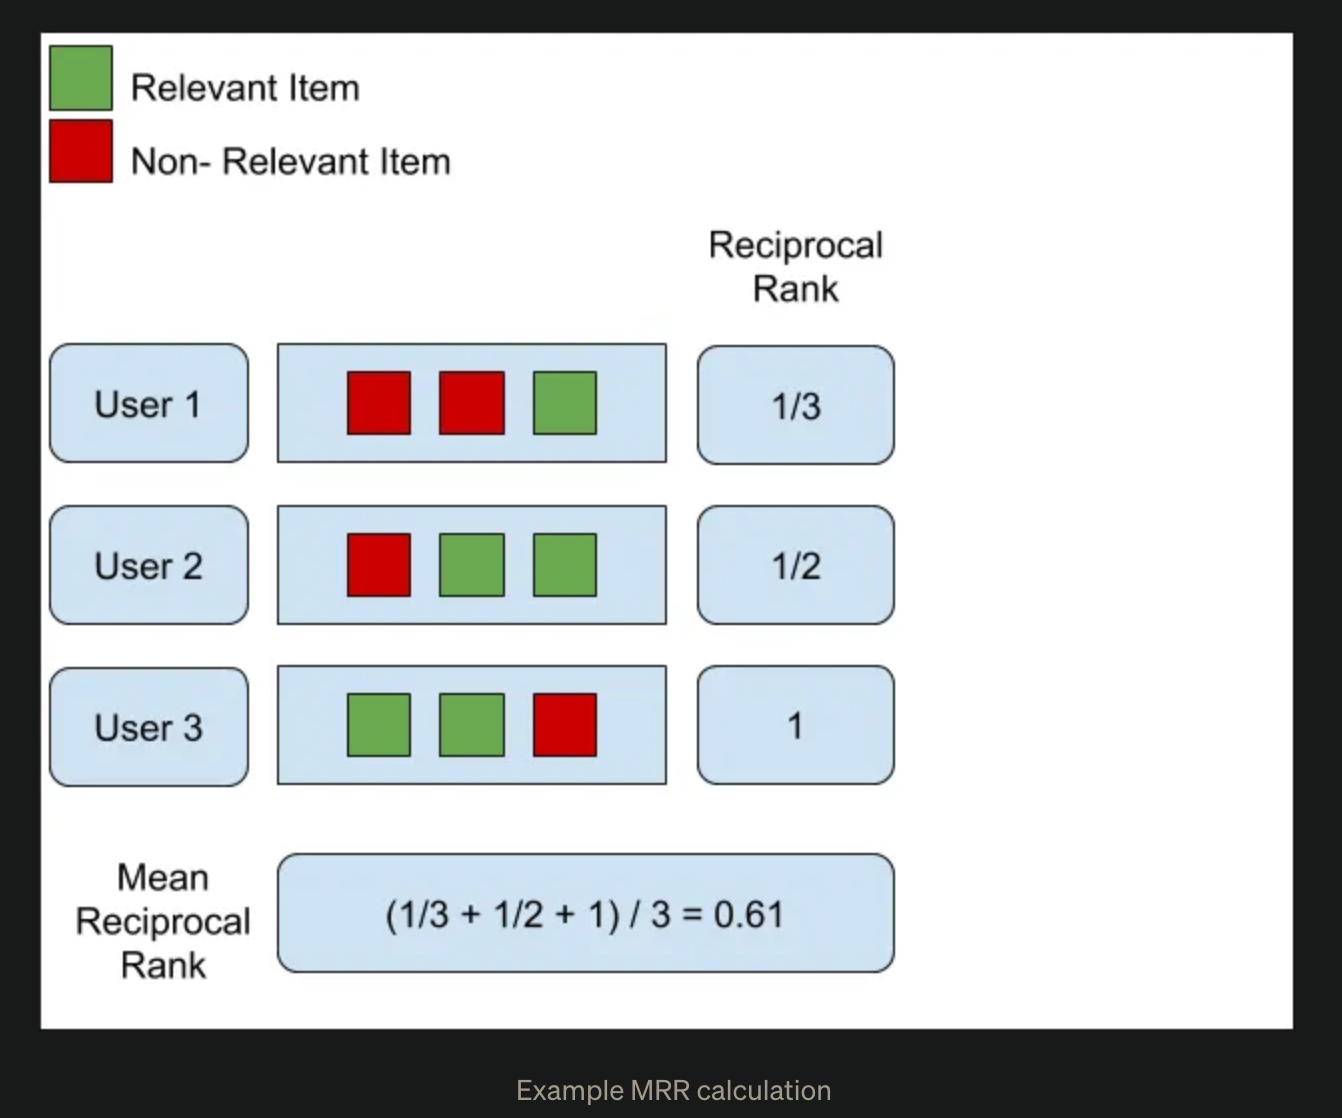 Relevant Item
Non- Relevant Item
Reciprocal
Rank
User 1
1/3
User 2
1/2
User 3
1
Mean
Reciprocal
Rank
(1/3 + 1/2 + 1) / 3 = 0.61
Example MRR calculation